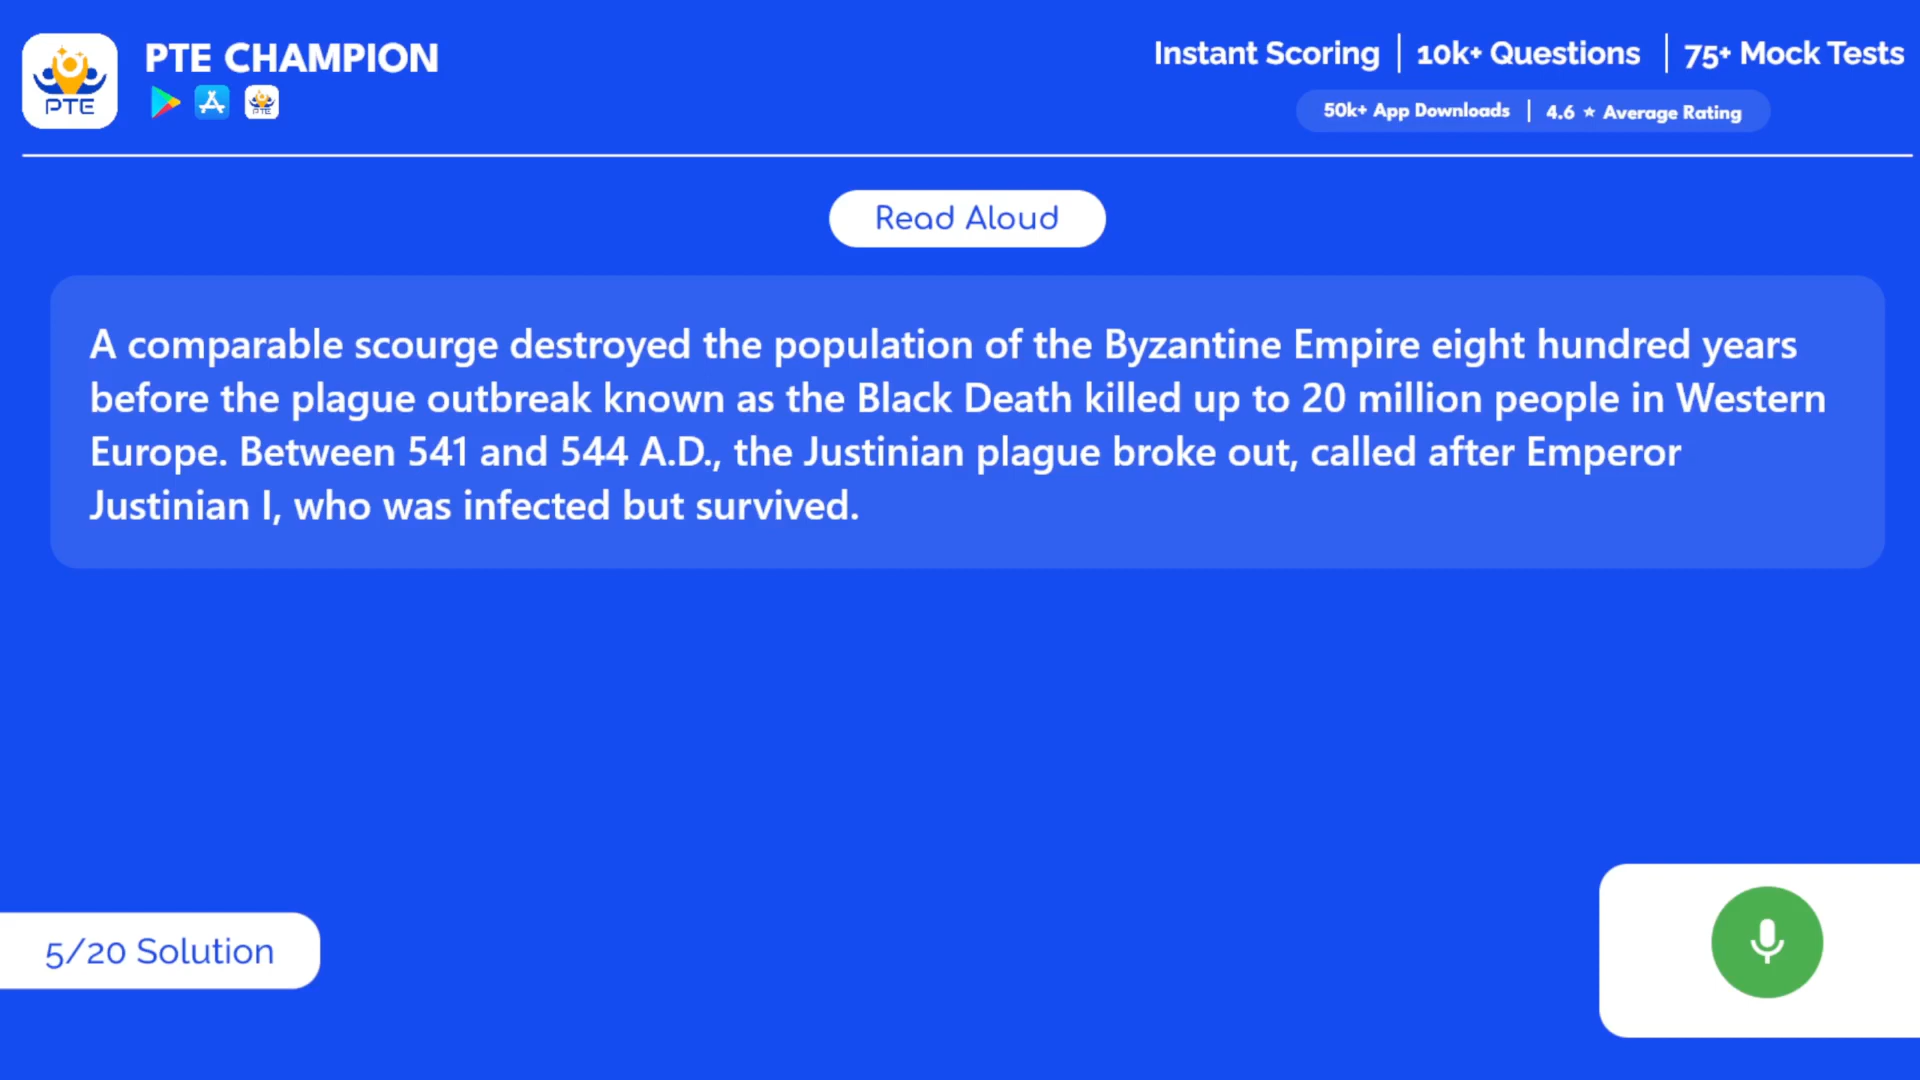 PTE CHAMPION
PTE
PTE
Instant Scoring | 10k+ Questions | 75+ Mock Tests
50k+ App Downloads | 4.6 ★ Average Rating
Read Aloud
A comparable scourge destroyed the population of the Byzantine Empire eight hundred years
before the plague outbreak known as the Black Death killed up to 20 million people in Western
Europe. Between 541 and 544 A.D., the Justinian plague broke out, called after Emperor
Justinian I, who was infected but survived.
5/20 Solution